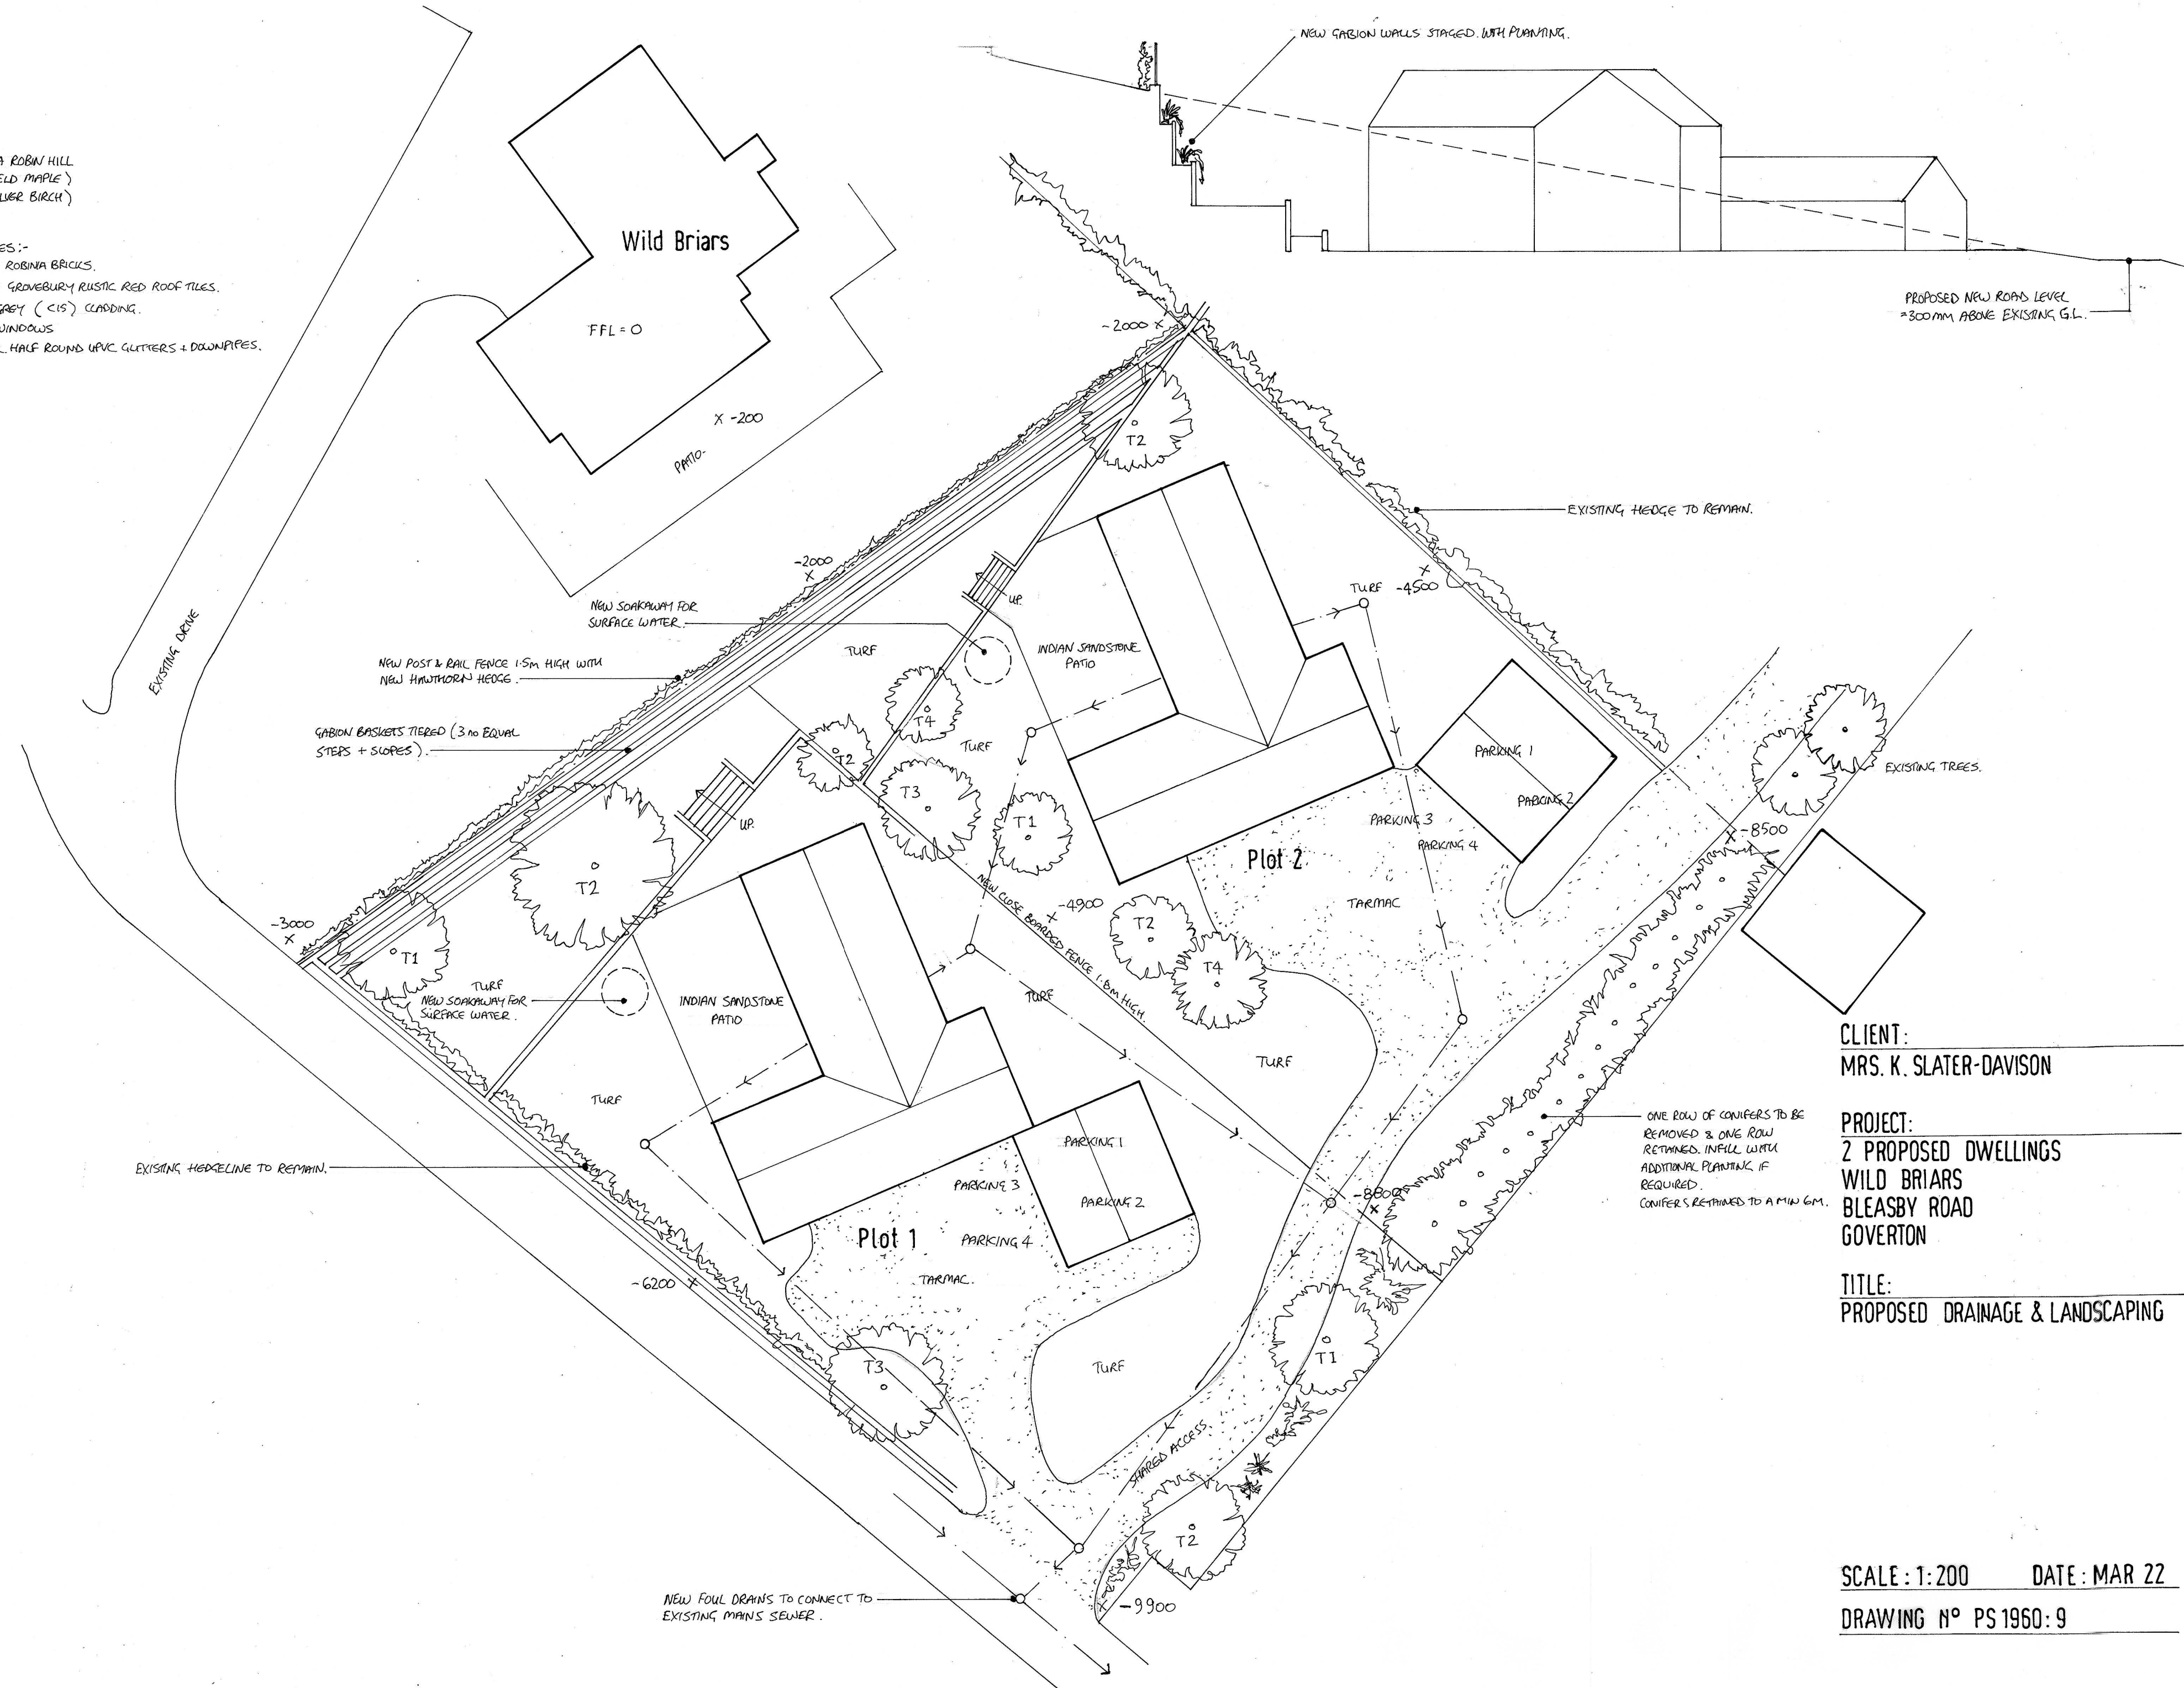 NEW GABION WALLS STAGED. WITH PLANTING.
PROPOSED NEW ROAD LEVEL
=300MM ABOVE EXISTING G.L.
A ROBIN HILL
ELD MAPLE)
LVER BIRCH)
ES:-
ROBINIA BRICKS.
GROVEBURY RUSTIC RED ROOF TILES.
GREY (C15) CLADDING.
WINDOWS
. HALF ROUND UPVC GUTTERS + DOWNPIPES.
Wild Briars
FFL = 0
X -200
PATIO
EXISTING DRIVE
-2000 X
T2
EXISTING HEDGE TO REMAIN.
-2000
X
X
TURF -4500
UP.
NEW SOAKAWAY FOR
SURFACE WATER.
TURF
INDIAN SANDSTONE
PATIO
NEW POST & RAIL FENCE 1·5m HIGH WITH
NEW HAWTHORN HEDGE.
GABION BASKETS TIERED (3 no EQUAL
STEPS + SLOPES).
T4
TURF
T2
T3
T1
UP.
PARKING 1
PARKING 2
PARKING 3
PARKING 4
EXISTING TREES.
X -8500
Plot 2
TARMAC
T2
NEW CLOSE BOARDED FENCE 1.8m HIGH.
X -4900
T2
T4
-3000
X
T1
TURF
NEW SOAKAWAY FOR
SURFACE WATER.
INDIAN SANDSTONE
PATIO
TURF
TURF
TURF
EXISTING HEDGELINE TO REMAIN.
PARKING 1
PARKING 2
PARKING 3
PARKING 4
Plot 1
TARMAC.
-8800
X
-6200 X
T3
TURF
T1
SHARED ACCESS.
T2
X -9900
NEW FOUL DRAINS TO CONNECT TO
EXISTING MAINS SEWER.
ONE ROW OF CONIFERS TO BE
REMOVED & ONE ROW
RETAINED. INFILL WITH
ADDITIONAL PLANTING IF
REQUIRED.
CONIFERS RETAINED TO A MIN 6M.
CLIENT:
MRS. K. SLATER-DAVISON
PROJECT:
2 PROPOSED DWELLINGS
WILD BRIARS
BLEASBY ROAD
GOVERTON
TITLE:
PROPOSED DRAINAGE & LANDSCAPING
SCALE: 1:200 DATE: MAR 22
DRAWING Nº PS1960:9